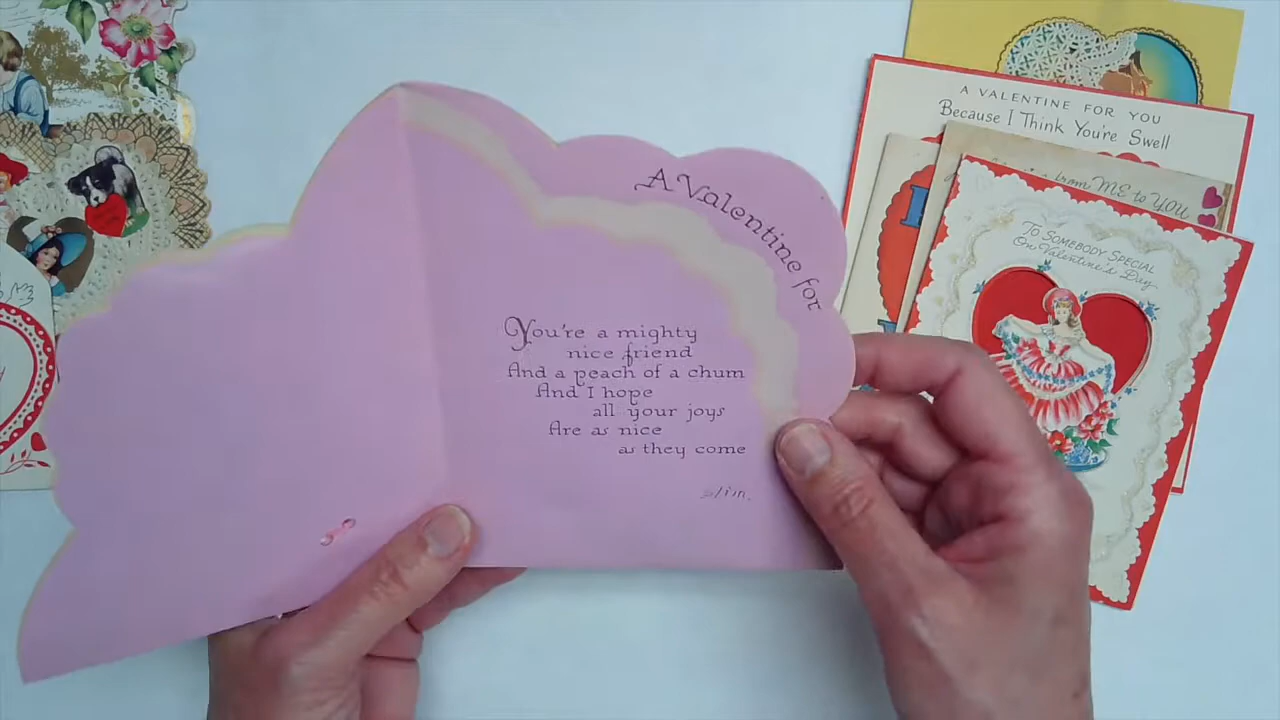 A Valentine for
You're a mighty
nice friend
And a peach of a chum
And I hope
all your joys
Are as nice
as they come
A VALENTINE FOR YOU
Because I Think You're Swell
from ME to YOU
To SOMEBODY SPECIAL
On Valentine's Day